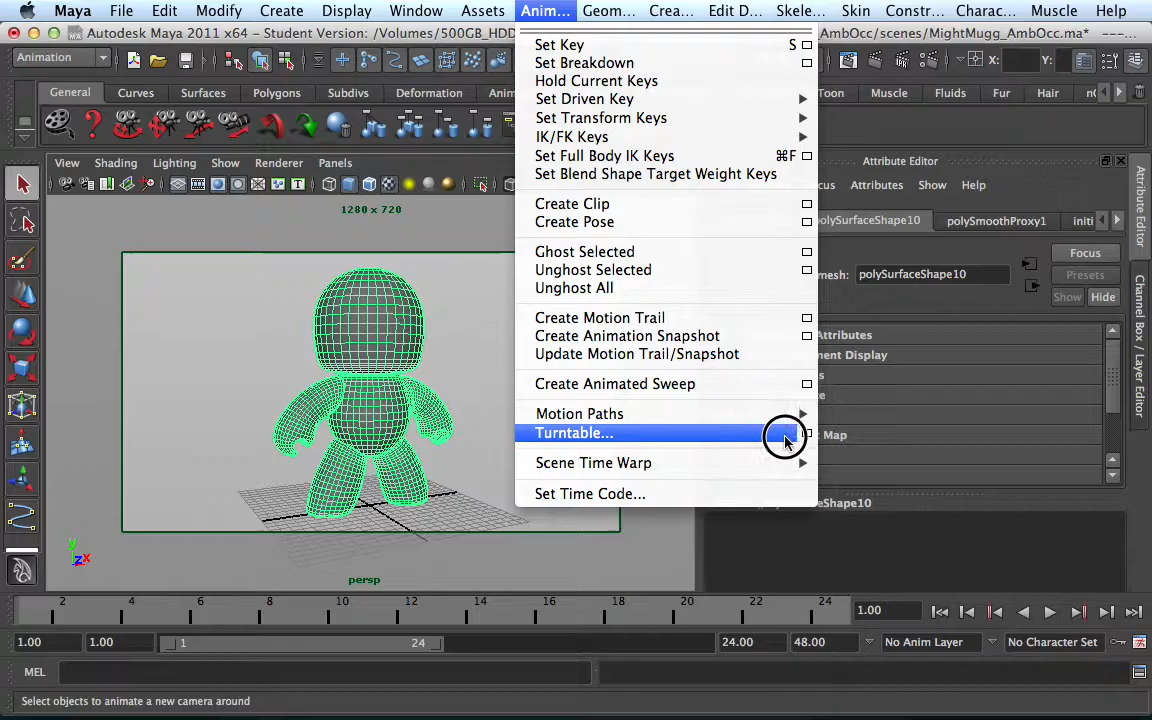 Maya File Edit Modify Create Display Window Assets Anim... Geom... Crea... Edit D... Skele... Skin Constr... Charac... Muscle Help
Autodesk Maya 2011 x64 - Student Version: /Volumes/500GB_HDD
AmbOcc/scenes/MightMugg_AmbOcc.ma* ---...
Animation
X:
Y:
General Curves Surfaces Polygons Subdivs Deformation Anim
Toon Muscle Fluids Fur Hair
View Shading Lighting Show Renderer Panels
1280 x 720
persp
y
z x
Set Key S
Set Breakdown
Hold Current Keys
Set Driven Key
Set Transform Keys
IK/FK Keys
Set Full Body IK Keys ⌘F
Set Blend Shape Target Weight Keys
Create Clip
Create Pose
Ghost Selected
Unghost Selected
Unghost All
Create Motion Trail
Create Animation Snapshot
Update Motion Trail/Snapshot
Create Animated Sweep
Motion Paths
Turntable...
Scene Time Warp
Set Time Code...
Attribute Editor
cus Attributes Show Help
polySurfaceShape10 polySmoothProxy1 initi
mesh: polySurfaceShape10
Focus
Presets
Show Hide
Attributes
nent Display
s
e
t Map
Attribute Editor
Channel Box / Layer Editor
2 4 6 8 10 12 14 16 18 20 22 24
1.00
1.00 1.00 1 24 24.00 48.00 No Anim Layer No Character Set
MEL
Select objects to animate a new camera around